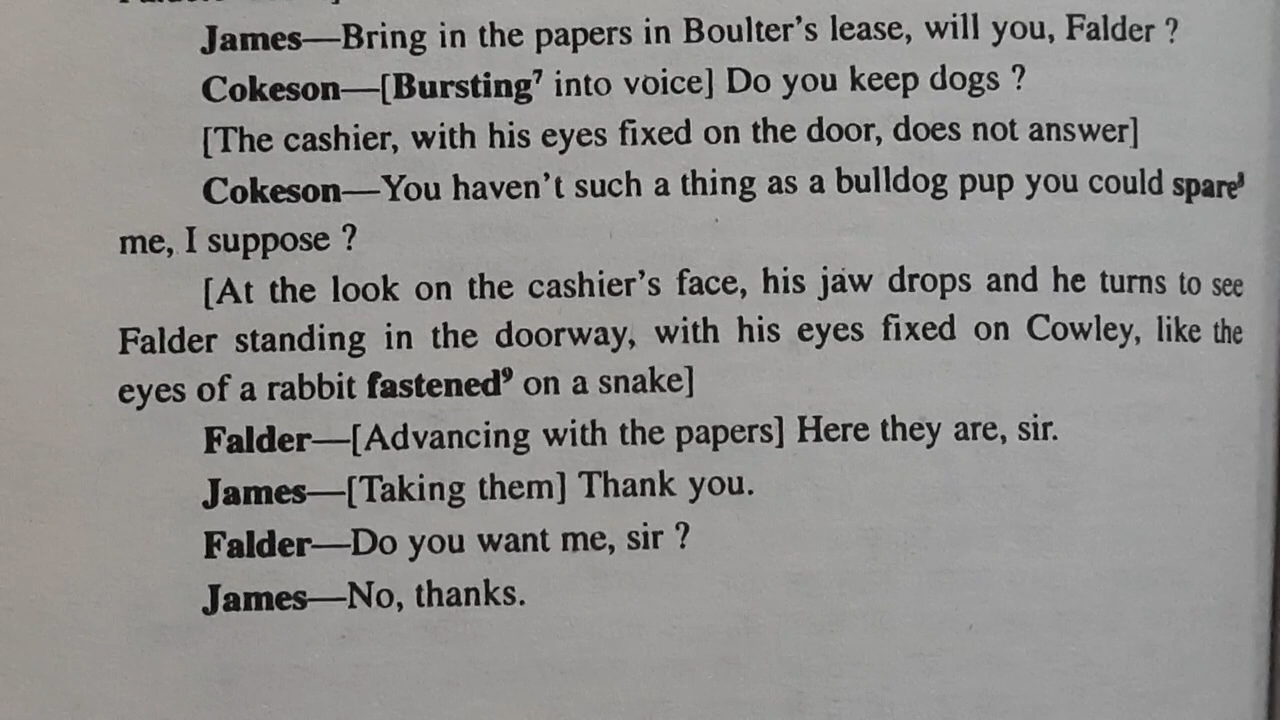 James—Bring in the papers in Boulter's lease, will you, Falder ?
Cokeson—[Bursting⁷ into voice] Do you keep dogs ?
[The cashier, with his eyes fixed on the door, does not answer]
Cokeson—You haven't such a thing as a bulldog pup you could spare⁸
me, I suppose ?
[At the look on the cashier's face, his jaw drops and he turns to see
Falder standing in the doorway, with his eyes fixed on Cowley, like the
eyes of a rabbit fastened⁹ on a snake]
Falder—[Advancing with the papers] Here they are, sir.
James—[Taking them] Thank you.
Falder—Do you want me, sir ?
James—No, thanks.